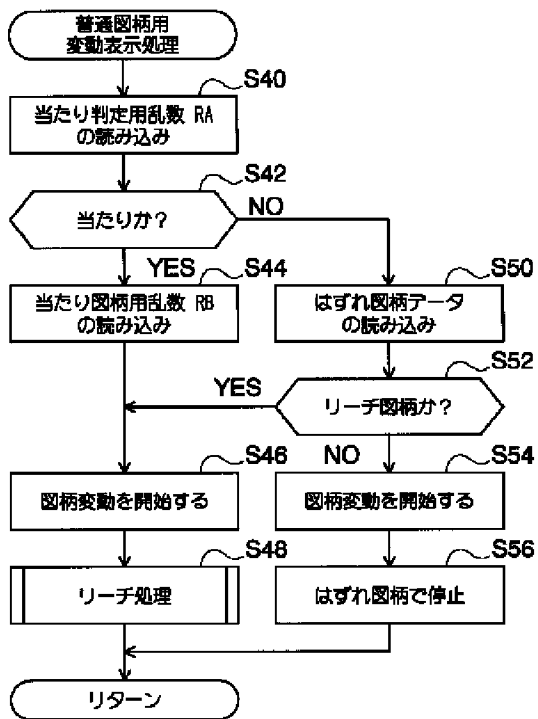 普通図柄用
変動表示処理
S40
当たり判定用乱数 RA
の読み込み
S42
当たりか？
NO
YES
S44
当たり図柄用乱数 RB
の読み込み
S50
はずれ図柄データ
の読み込み
S52
リーチ図柄か？
YES
NO
S46
図柄変動を開始する
S54
図柄変動を開始する
S48
リーチ処理
S56
はずれ図柄で停止
リターン